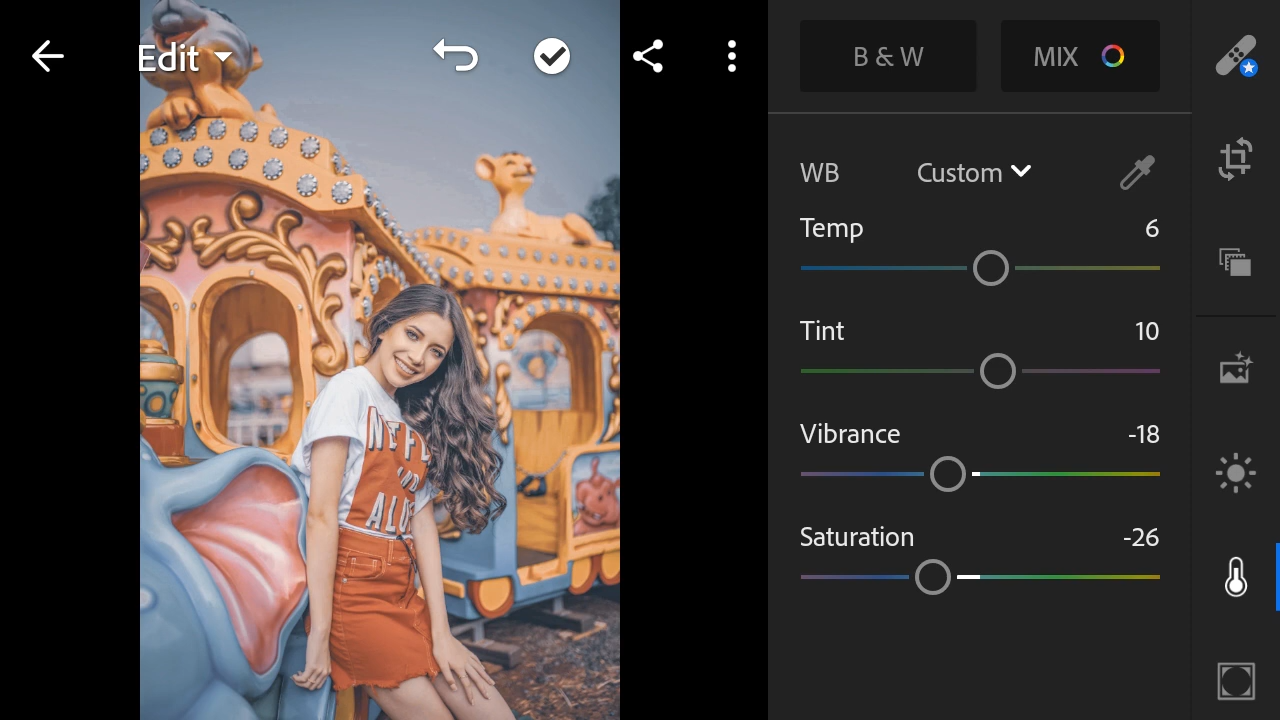 Edit
B & W
MIX
WB
Custom
Temp
6
Tint
10
Vibrance
-18
Saturation
-26